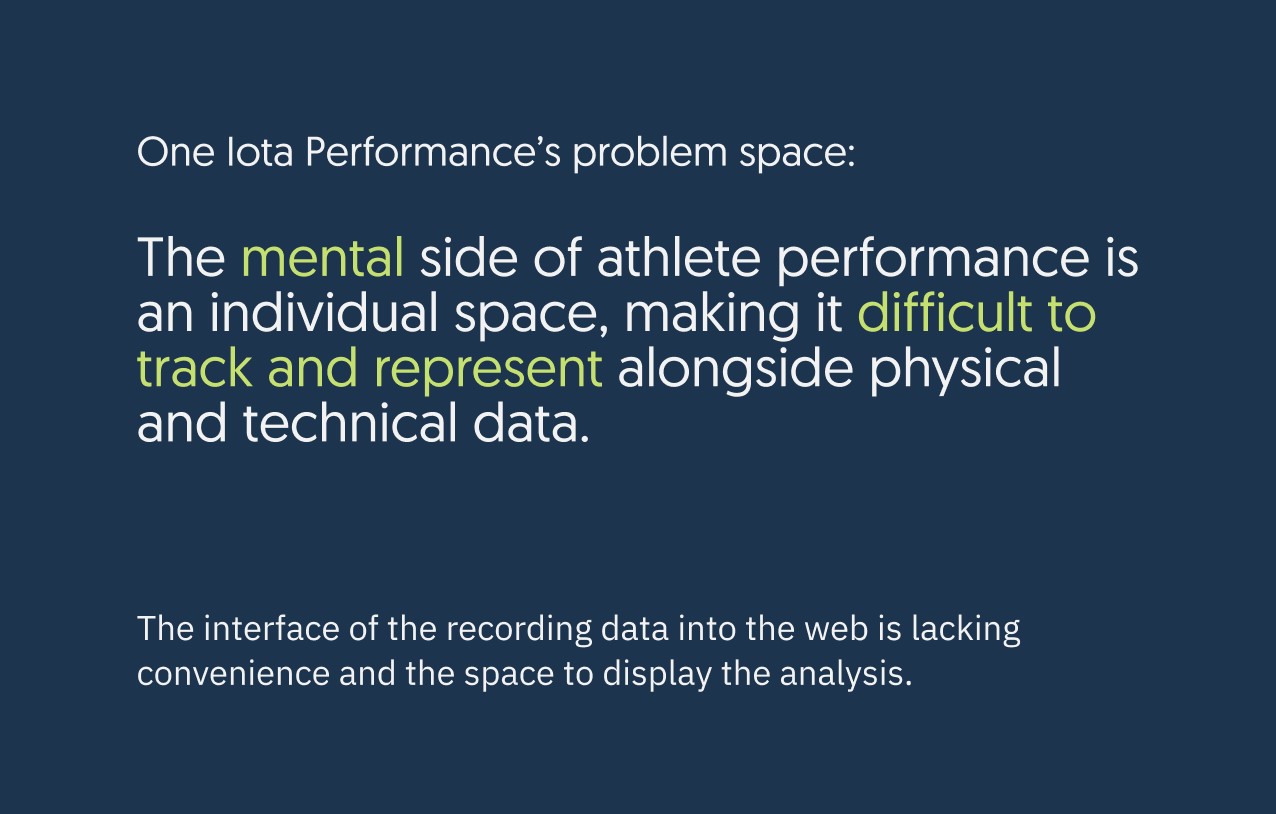 One Iota Performance’s problem space:
The mental side of athlete performance is
an individual space, making it difficult to
track and represent alongside physical
and technical data.
The interface of the recording data into the web is lacking
convenience and the space to display the analysis.